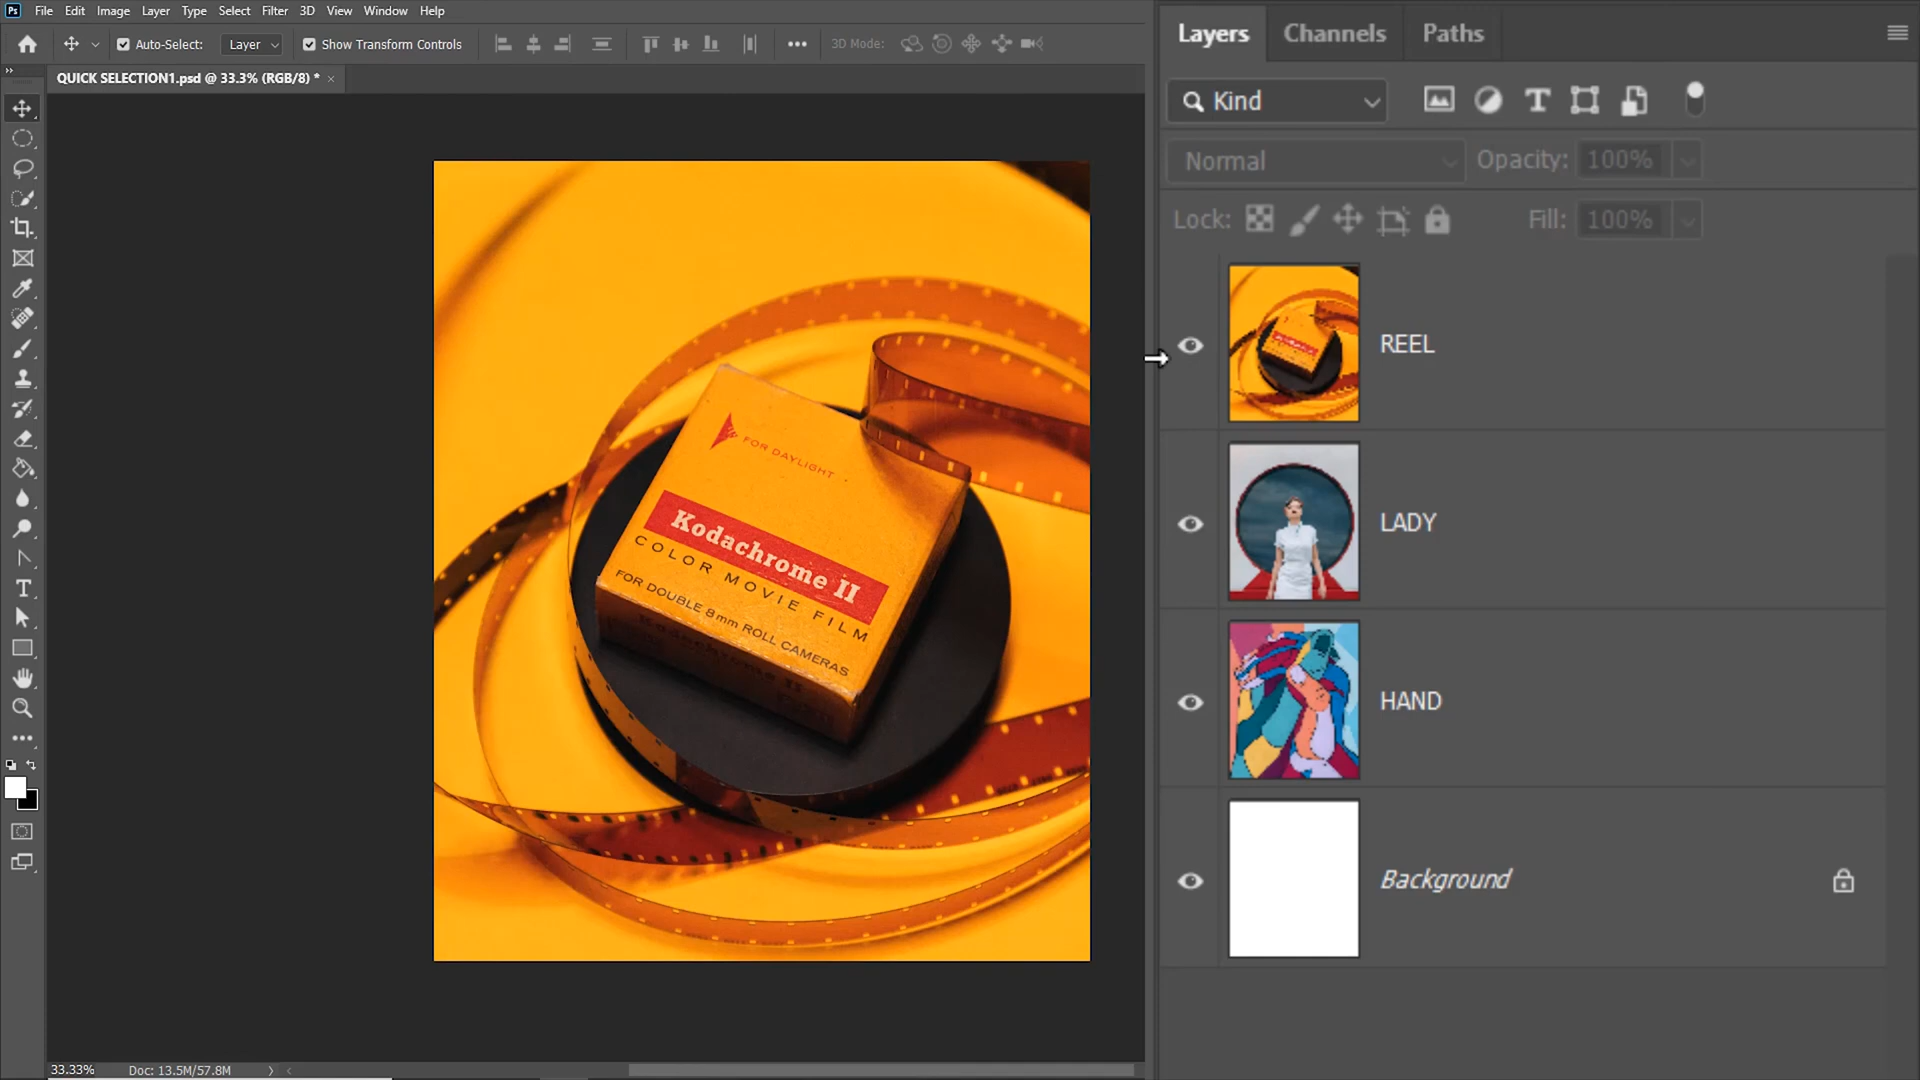 Ps File Edit Image Layer Type Select Filter 3D View Window Help
Auto-Select: Layer Show Transform Controls 3D Mode:
QUICK SELECTION1.psd @ 33.3% (RGB/8) * ×
FOR DAYLIGHT
Kodachrome II
COLOR MOVIE FILM
FOR DOUBLE 8mm ROLL CAMERAS
Kodachrome II
33.33% Doc: 13.5M/57.8M
Layers Channels Paths
Kind
Normal Opacity: 100%
Lock: Fill: 100%
REEL
LADY
HAND
Background